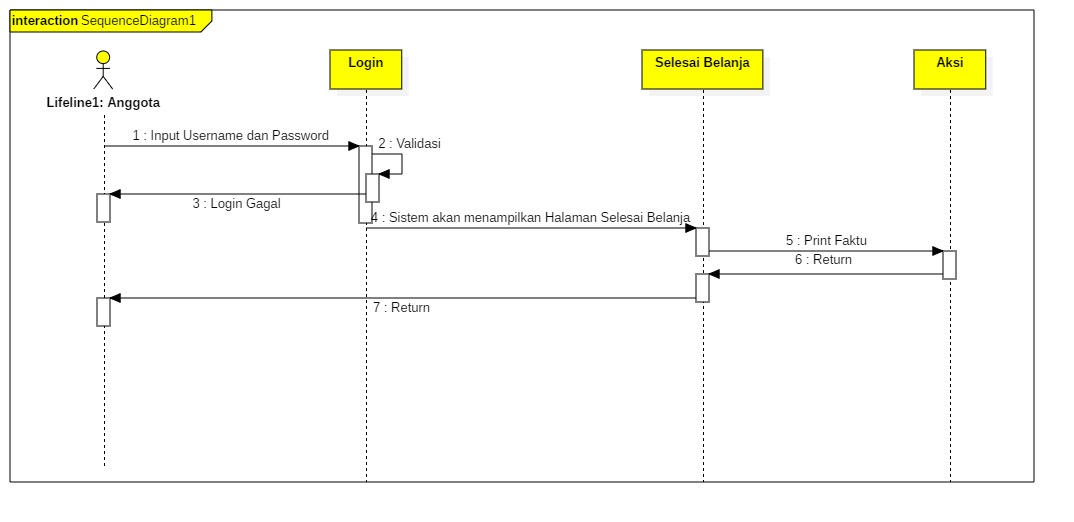 interaction SequenceDiagram1
Login
Selesai Belanja
Aksi
Lifeline1: Anggota
1 : Input Username dan Password
2 : Validasi
3 : Login Gagal
4 : Sistem akan menampilkan Halaman Selesai Belanja
5 : Print Faktu
6 : Return
7 : Return